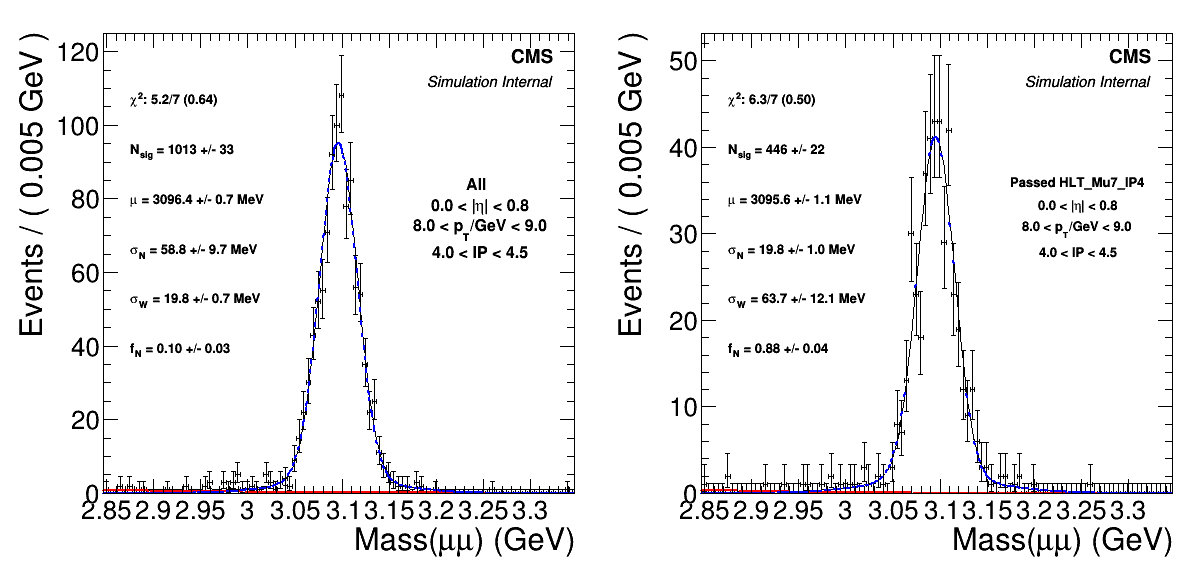 Events / ( 0.005 GeV )
120
100
80
60
40
20
0
CMS
Simulation Internal
χ²: 5.2/7 (0.64)
N_sig = 1013 +/- 33
μ = 3096.4 +/- 0.7 MeV
σ_N = 58.8 +/- 9.7 MeV
σ_W = 19.8 +/- 0.7 MeV
f_N = 0.10 +/- 0.03
All
0.0 < |η| < 0.8
8.0 < p_T/GeV < 9.0
4.0 < IP < 4.5
2.85 2.9 2.95 3 3.05 3.1 3.15 3.2 3.25 3.3
Mass(μμ) (GeV)
Events / ( 0.005 GeV )
50
40
30
20
10
0
CMS
Simulation Internal
χ²: 6.3/7 (0.50)
N_sig = 446 +/- 22
μ = 3095.6 +/- 1.1 MeV
σ_N = 19.8 +/- 1.0 MeV
σ_W = 63.7 +/- 12.1 MeV
f_N = 0.88 +/- 0.04
Passed HLT_Mu7_IP4
0.0 < |η| < 0.8
8.0 < p_T/GeV < 9.0
4.0 < IP < 4.5
2.85 2.9 2.95 3 3.05 3.1 3.15 3.2 3.25 3.3
Mass(μμ) (GeV)